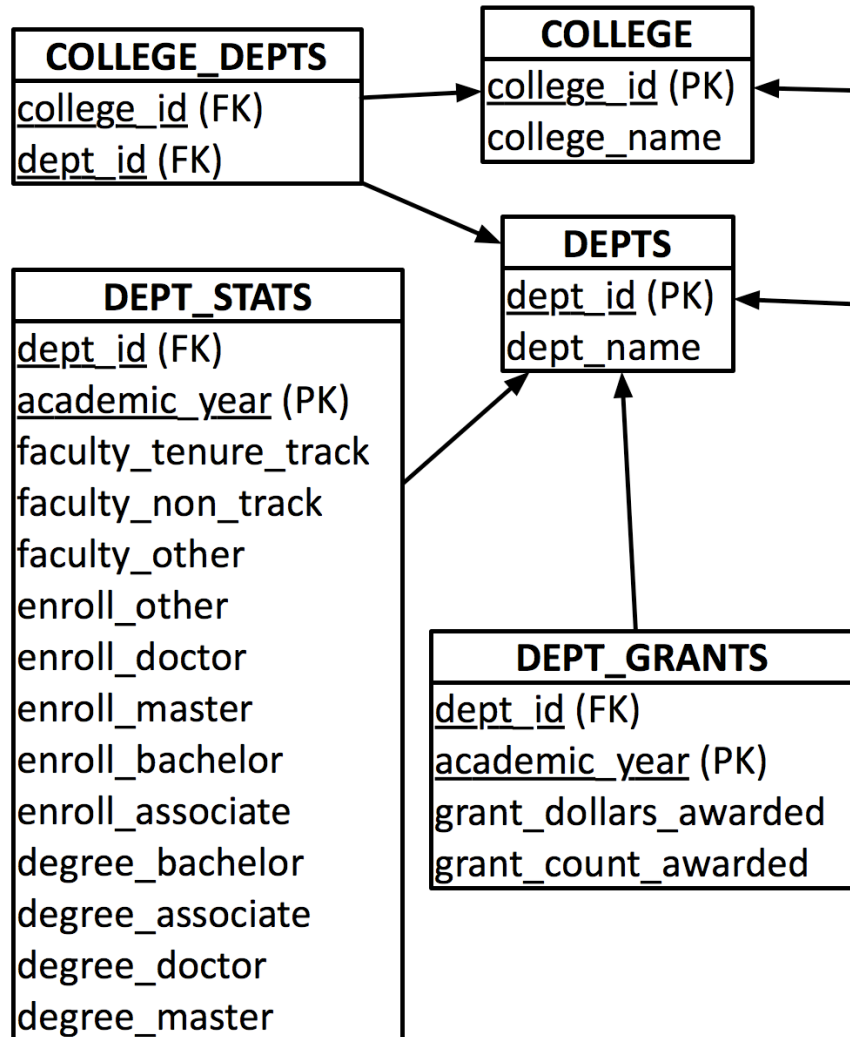 COLLEGE_DEPTS
college_id (FK)
dept_id (FK)
COLLEGE
college_id (PK)
college_name
DEPTS
dept_id (PK)
dept_name
DEPT_STATS
dept_id (FK)
academic_year (PK)
faculty_tenure_track
faculty_non_track
faculty_other
enroll_other
enroll_doctor
enroll_master
enroll_bachelor
enroll_associate
degree_bachelor
degree_associate
degree_doctor
degree_master
DEPT_GRANTS
dept_id (FK)
academic_year (PK)
grant_dollars_awarded
grant_count_awarded